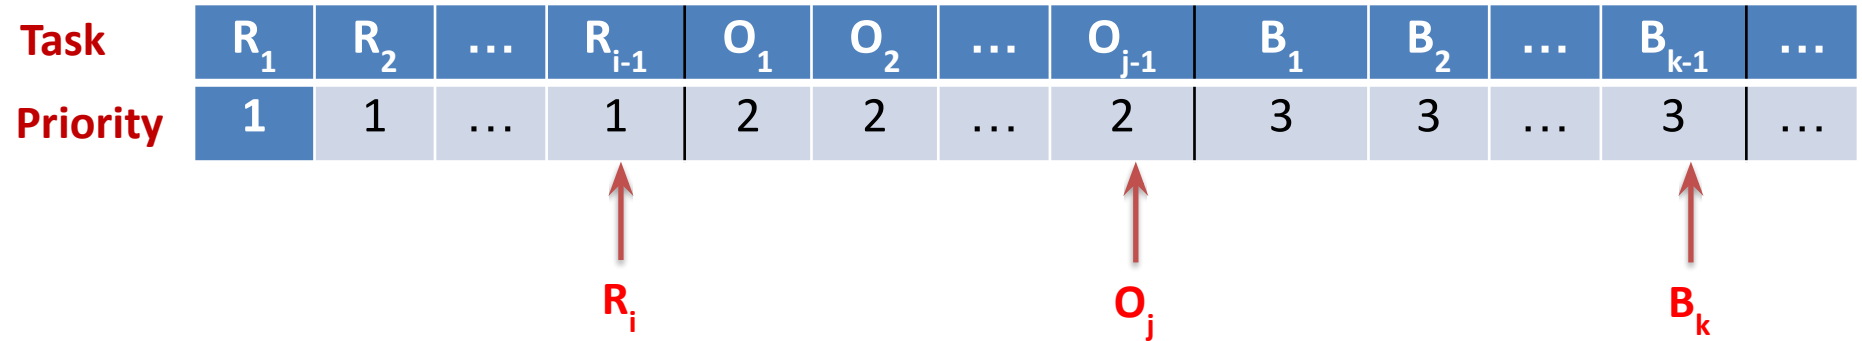 Task R1 R2 ... Ri-1 O1 O2 ... Oj-1 B1 B2 ... Bk-1 ...
Priority 1 1 ... 1 2 2 ... 2 3 3 ... 3 ...
Ri Oj Bk